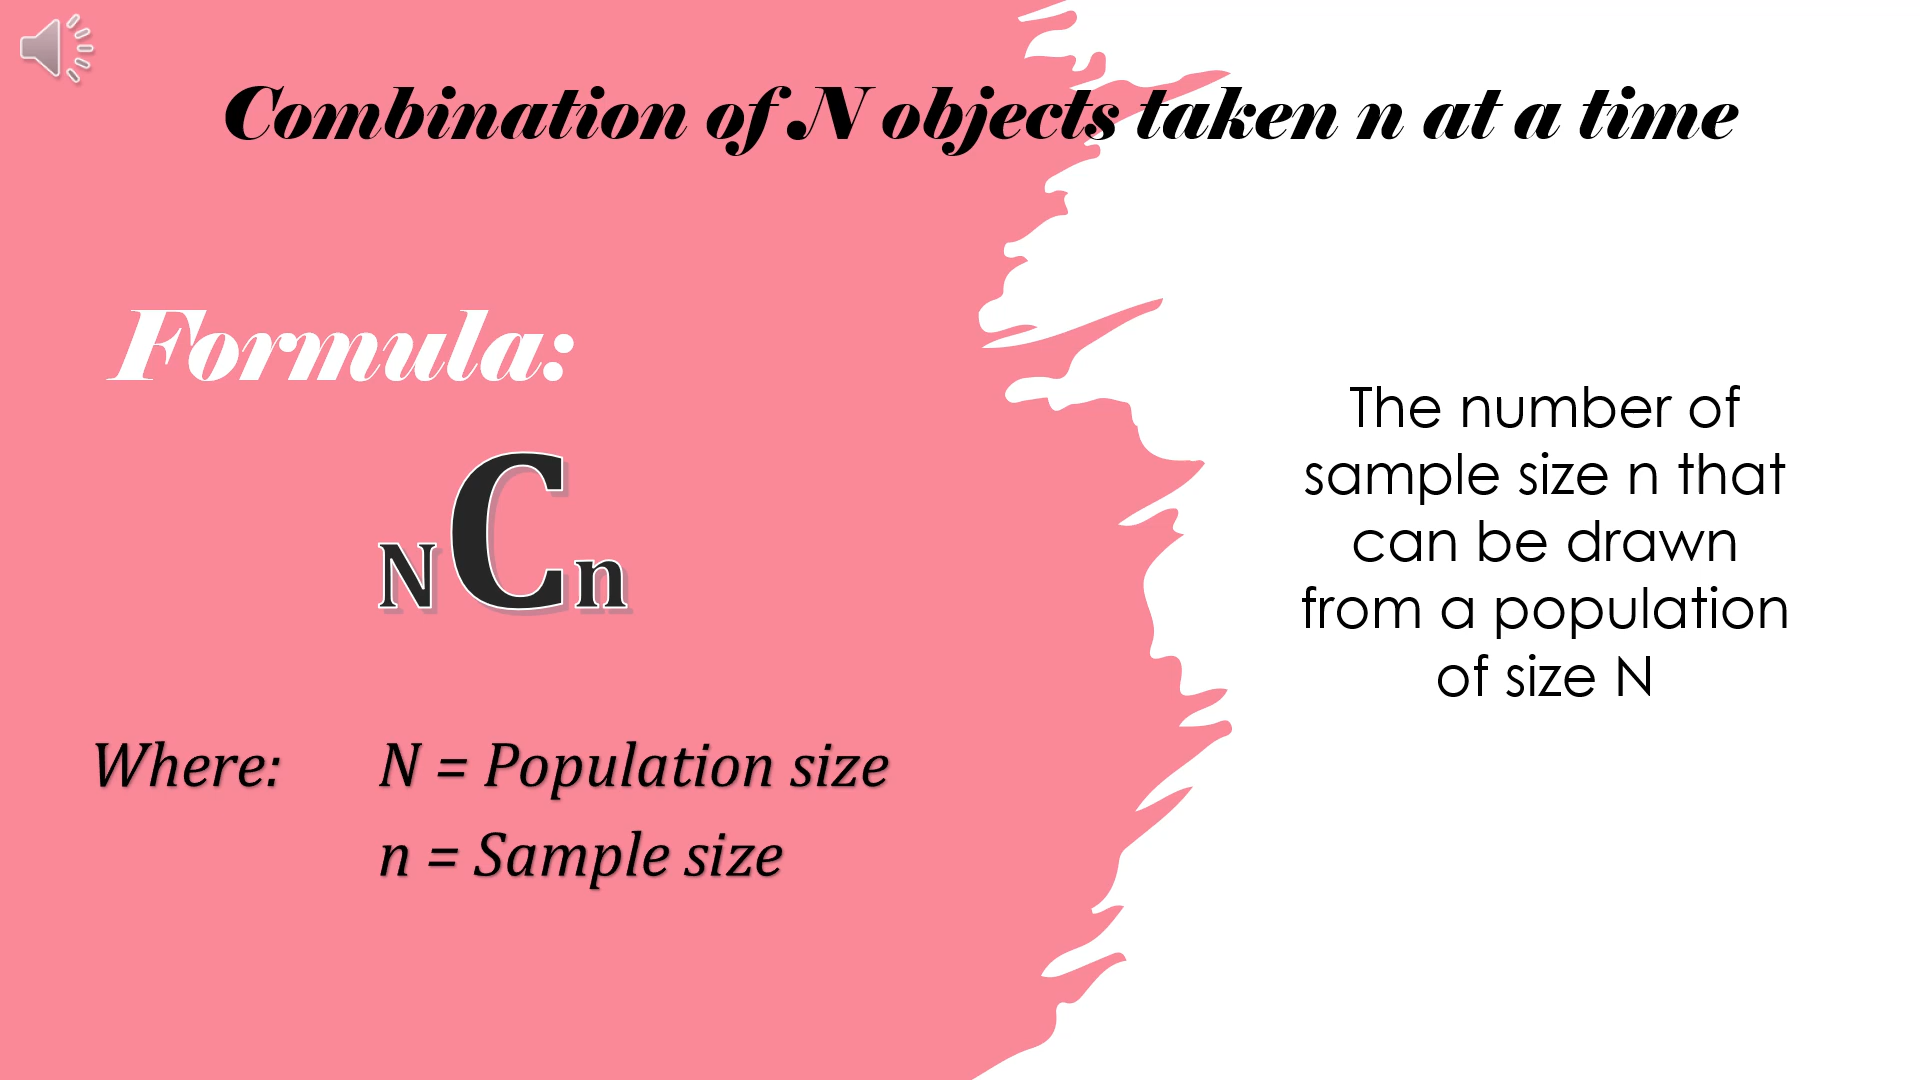 Combination of N objects taken n at a time
Formula:
NCn
Where: N = Population size
n = Sample size
The number of
sample size n that
can be drawn
from a population
of size N